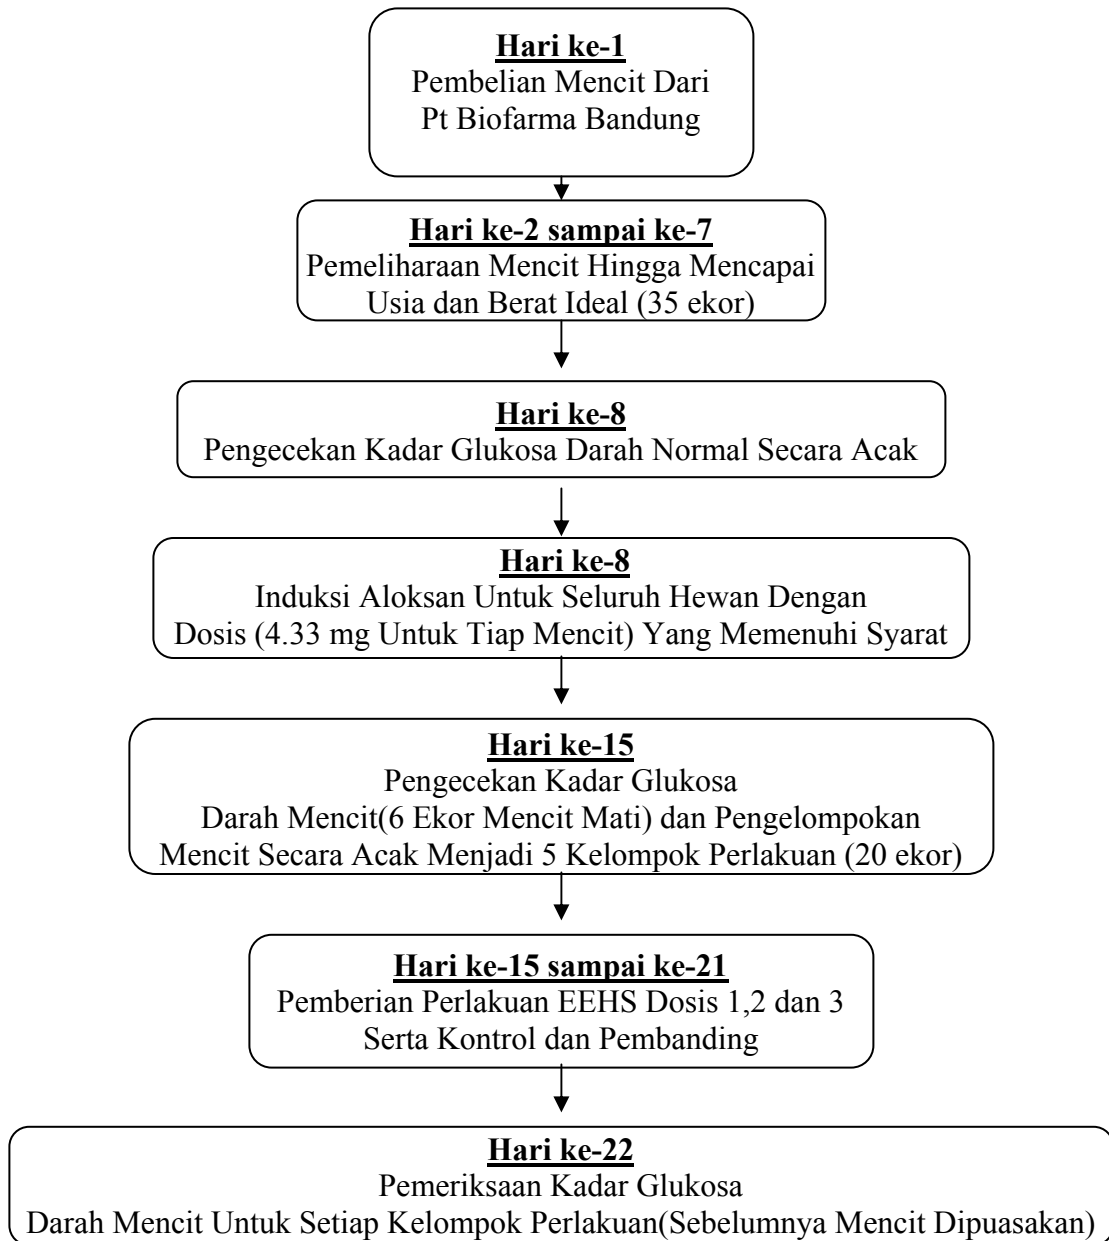 Hari ke-1
Pembelian Mencit Dari
Pt Biofarma Bandung
Hari ke-2 sampai ke-7
Pemeliharaan Mencit Hingga Mencapai
Usia dan Berat Ideal (35 ekor)
Hari ke-8
Pengecekan Kadar Glukosa Darah Normal Secara Acak
Hari ke-8
Induksi Aloksan Untuk Seluruh Hewan Dengan
Dosis (4.33 mg Untuk Tiap Mencit) Yang Memenuhi Syarat
Hari ke-15
Pengecekan Kadar Glukosa
Darah Mencit(6 Ekor Mencit Mati) dan Pengelompokan
Mencit Secara Acak Menjadi 5 Kelompok Perlakuan (20 ekor)
Hari ke-15 sampai ke-21
Pemberian Perlakuan EEHS Dosis 1,2 dan 3
Serta Kontrol dan Pembanding
Hari ke-22
Pemeriksaan Kadar Glukosa
Darah Mencit Untuk Setiap Kelompok Perlakuan(Sebelumnya Mencit Dipuasakan)